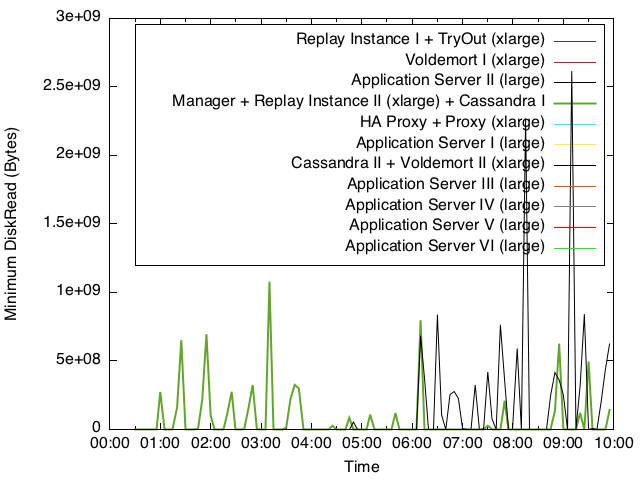 3e+09
2.5e+09
2e+09
1.5e+09
1e+09
5e+08
0
Minimum DiskRead (Bytes)
Replay Instance I + TryOut (xlarge)
Voldemort I (xlarge)
Application Server II (large)
Manager + Replay Instance II (xlarge) + Cassandra I
HA Proxy + Proxy (xlarge)
Application Server I (large)
Cassandra II + Voldemort II (xlarge)
Application Server III (large)
Application Server IV (large)
Application Server V (large)
Application Server VI (large)
00:00 01:00 02:00 03:00 04:00 05:00 06:00 07:00 08:00 09:00 10:00
Time